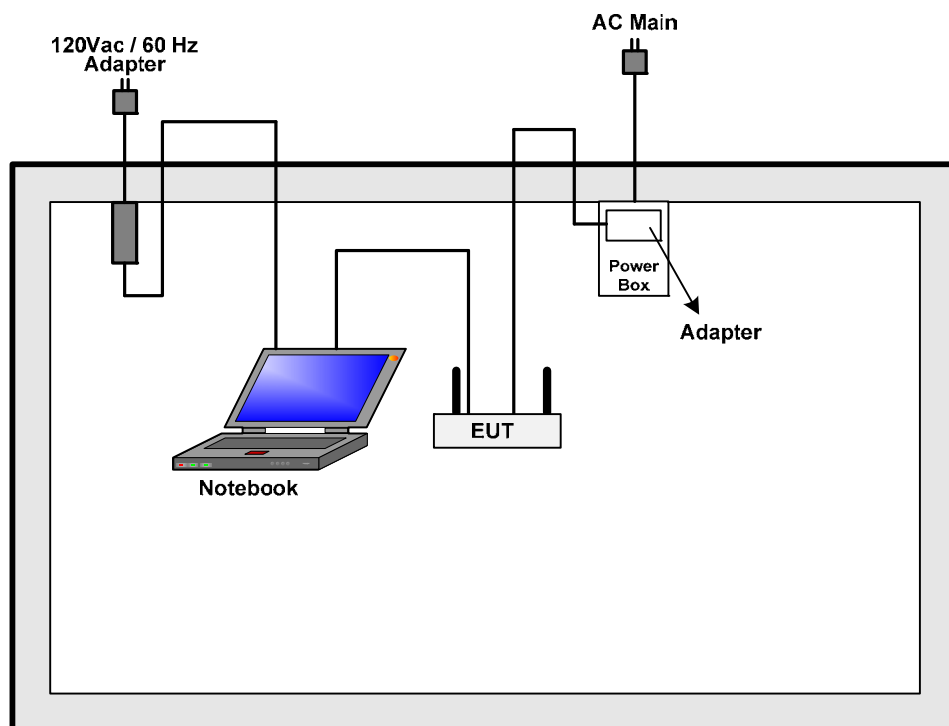 120Vac / 60 Hz
Adapter
AC Main
Power
Box
Adapter
EUT
Notebook